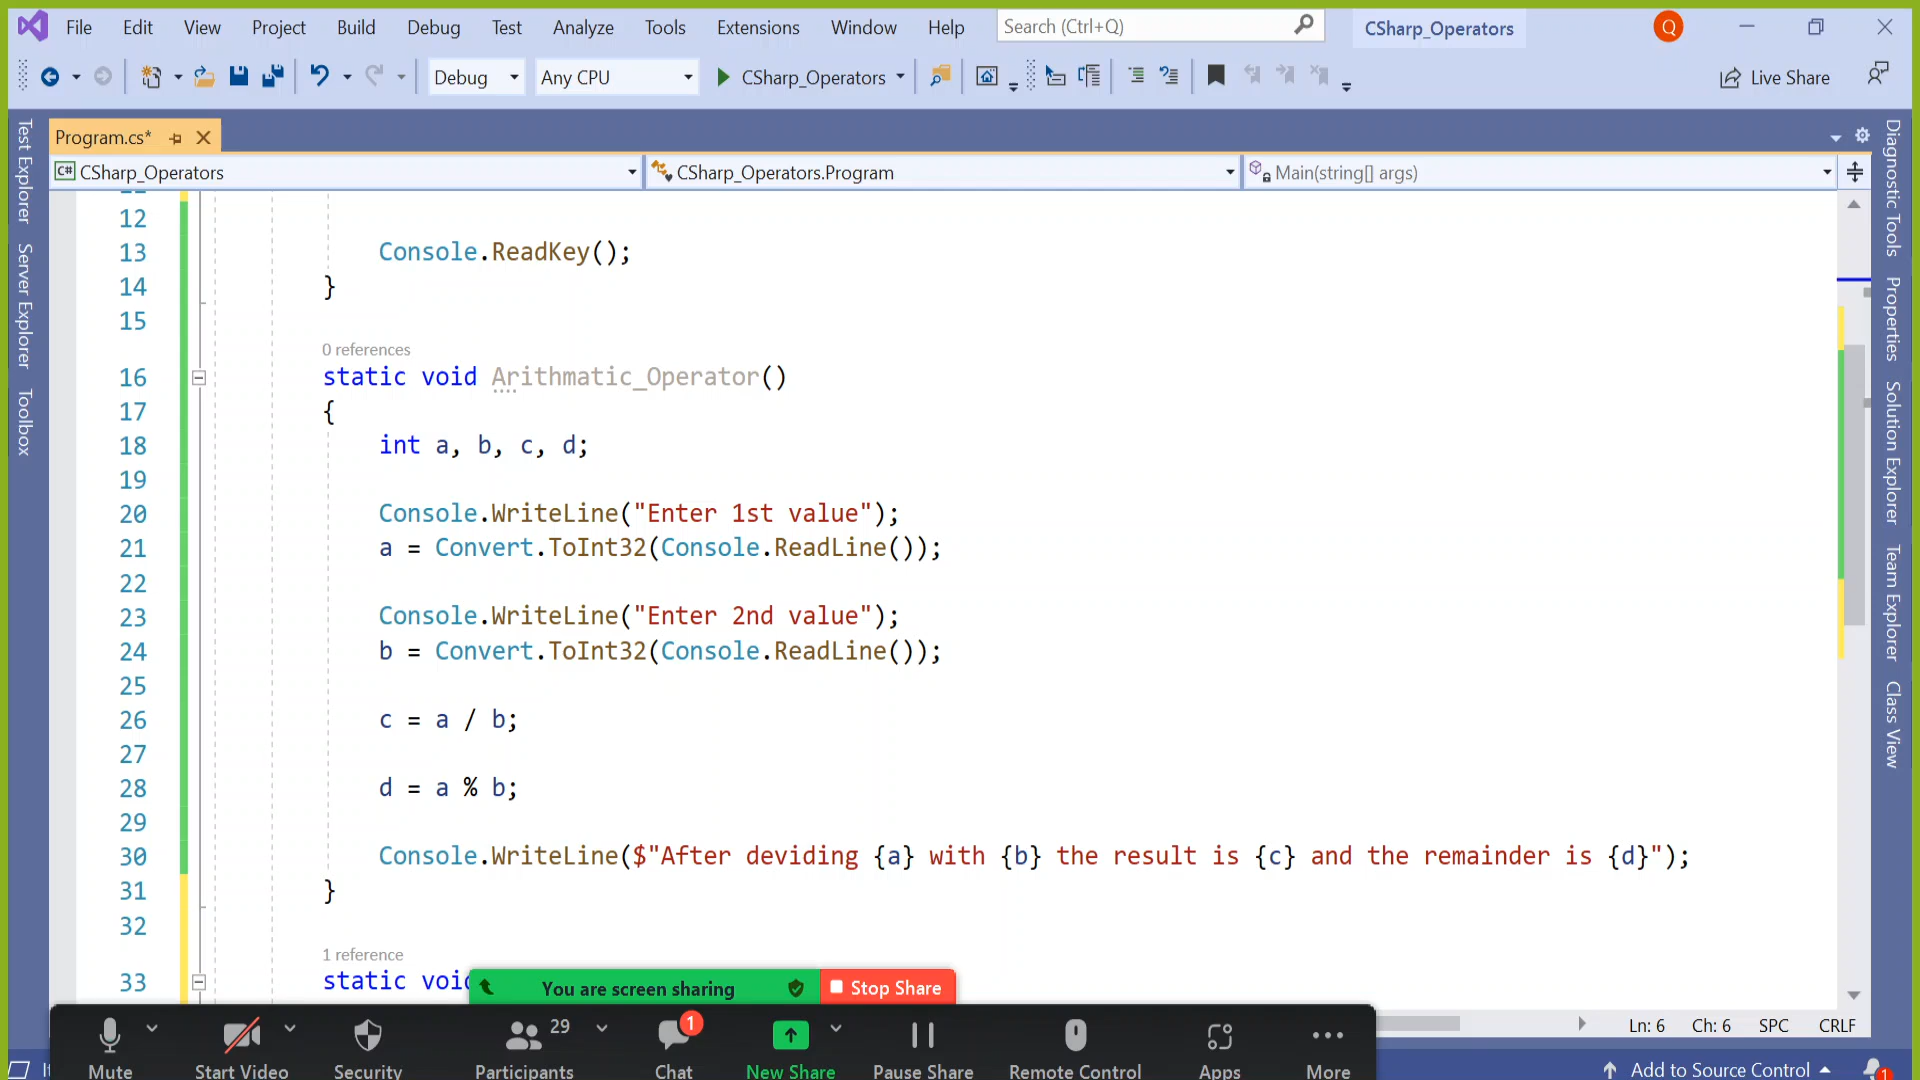 File Edit View Project Build Debug Test Analyze Tools Extensions Window Help Search (Ctrl+Q) CSharp_Operators Q
Debug Any CPU CSharp_Operators Live Share
Program.cs*
C# CSharp_Operators CSharp_Operators.Program Main(string[] args)
Test Explorer
Server Explorer
Toolbox
12
13 Console.ReadKey();
14 }
15
0 references
16 static void Arithmatic_Operator()
17 {
18 int a, b, c, d;
19
20 Console.WriteLine("Enter 1st value");
21 a = Convert.ToInt32(Console.ReadLine());
22
23 Console.WriteLine("Enter 2nd value");
24 b = Convert.ToInt32(Console.ReadLine());
25
26 c = a / b;
27
28 d = a % b;
29
30 Console.WriteLine($"After deviding {a} with {b} the result is {c} and the remainder is {d}");
31 }
32
1 reference
33 static void
Diagnostic Tools
Properties
Solution Explorer
Team Explorer
Class View
You are screen sharing Stop Share
Ln: 6 Ch: 6 SPC CRLF
29 1
Mute Start Video Security Participants Chat New Share Pause Share Remote Control Apps More
Add to Source Control 1